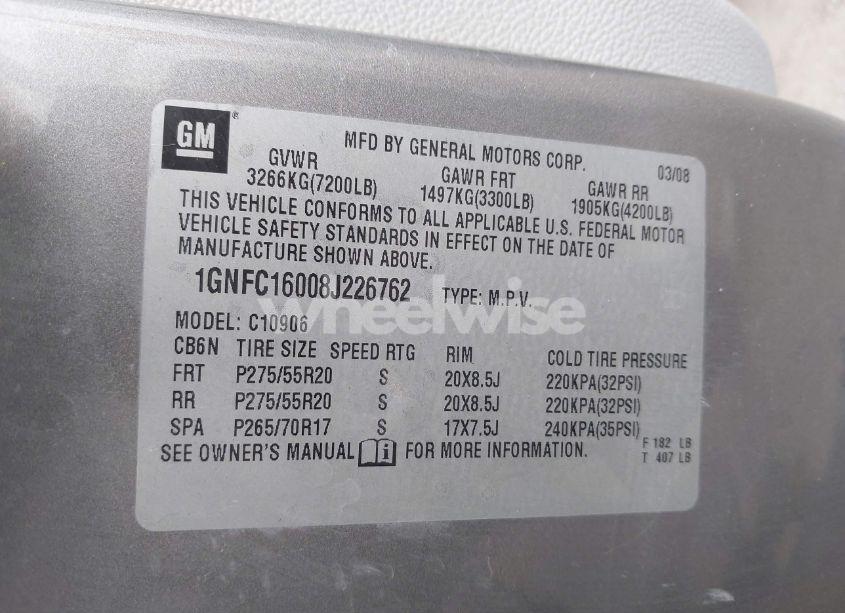 GM
MFD BY GENERAL MOTORS CORP. 03/08
GVWR GAWR FRT GAWR RR
3266KG(7200LB) 1497KG(3300LB) 1905KG(4200LB)
THIS VEHICLE CONFORMS TO ALL APPLICABLE U.S. FEDERAL MOTOR
VEHICLE SAFETY STANDARDS IN EFFECT ON THE DATE OF
MANUFACTURE SHOWN ABOVE.
1GNFC16008J226762 TYPE: M.P.V.
wheelwise
MODEL: C10906
CB6N TIRE SIZE SPEED RTG RIM COLD TIRE PRESSURE
FRT P275/55R20 S 20X8.5J 220KPA(32PSI)
RR P275/55R20 S 20X8.5J 220KPA(32PSI)
SPA P265/70R17 S 17X7.5J 240KPA(35PSI)
SEE OWNER'S MANUAL i FOR MORE INFORMATION.
F 182 LB
T 407 LB